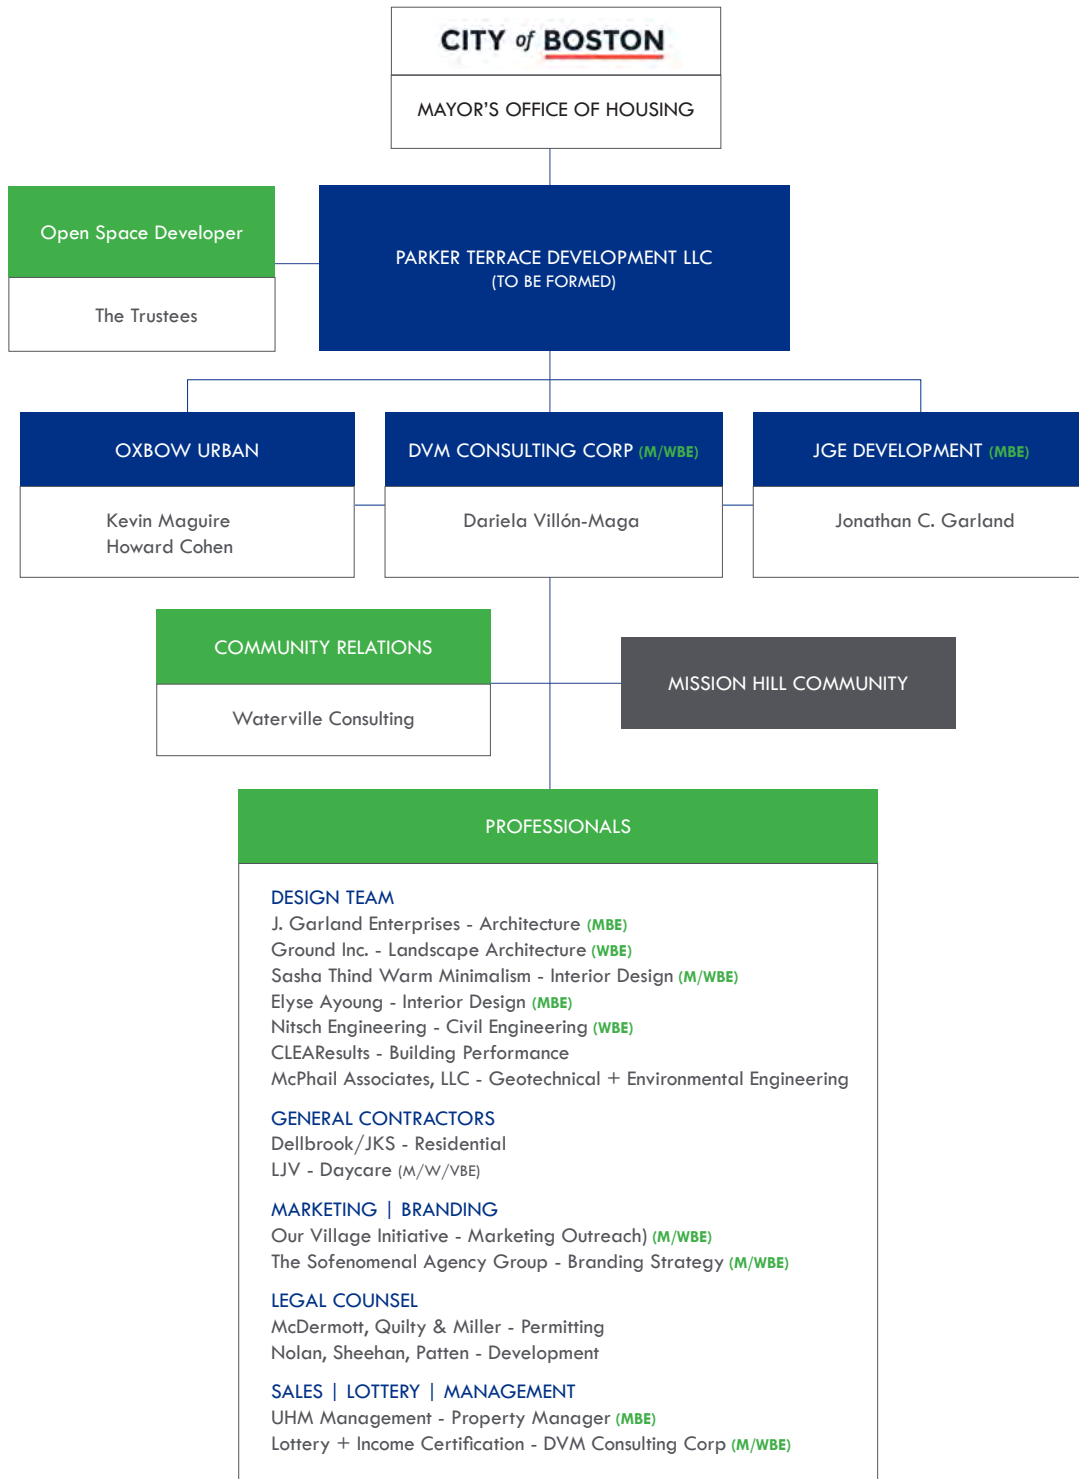 CITY of BOSTON
MAYOR'S OFFICE OF HOUSING
Open Space Developer
The Trustees
PARKER TERRACE DEVELOPMENT LLC
(TO BE FORMED)
OXBOW URBAN
Kevin Maguire
Howard Cohen
DVM CONSULTING CORP (M/WBE)
Dariela Villón-Maga
JGE DEVELOPMENT (MBE)
Jonathan C. Garland
COMMUNITY RELATIONS
Waterville Consulting
MISSION HILL COMMUNITY
PROFESSIONALS
DESIGN TEAM
J. Garland Enterprises - Architecture (MBE)
Ground Inc. - Landscape Architecture (WBE)
Sasha Thind Warm Minimalism - Interior Design (M/WBE)
Elyse Ayoung - Interior Design (MBE)
Nitsch Engineering - Civil Engineering (WBE)
CLEAResults - Building Performance
McPhail Associates, LLC - Geotechnical + Environmental Engineering
GENERAL CONTRACTORS
Dellbrook/JKS - Residential
LJV - Daycare (M/W/VBE)
MARKETING | BRANDING
Our Village Initiative - Marketing Outreach) (M/WBE)
The Sofenomenal Agency Group - Branding Strategy (M/WBE)
LEGAL COUNSEL
McDermott, Quilty & Miller - Permitting
Nolan, Sheehan, Patten - Development
SALES | LOTTERY | MANAGEMENT
UHM Management - Property Manager (MBE)
Lottery + Income Certification - DVM Consulting Corp (M/WBE)